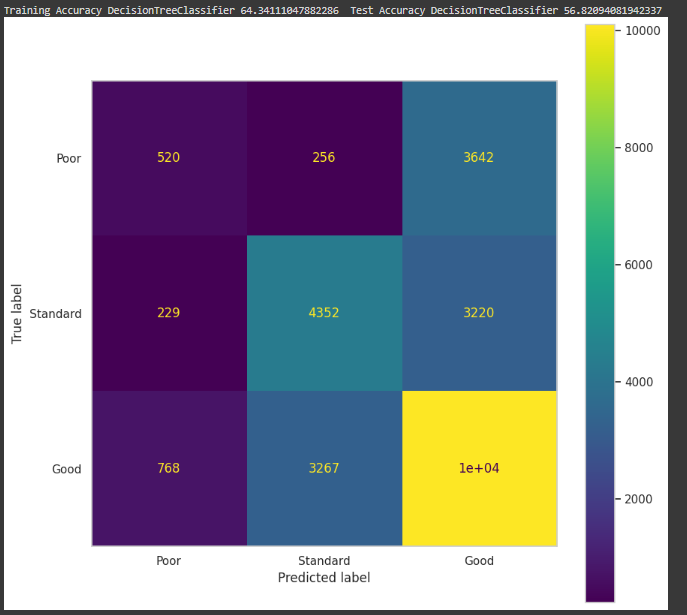 Training Accuracy DecisionTreeClassifier 64.34111047882286 Test Accuracy DecisionTreeClassifier 56.82094081942337
10000
8000
6000
4000
2000
True label
Poor
520 256 3642
Standard
229 4352 3220
Good
768 3267 1e+04
Poor Standard Good
Predicted label